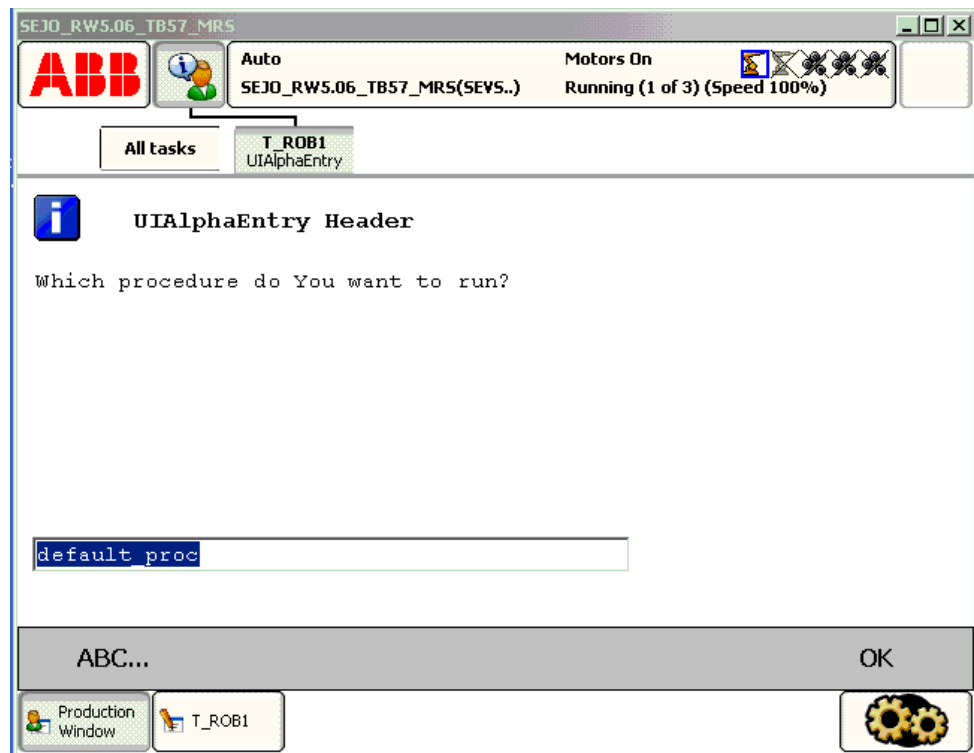 SEJO_RW5.06_TB57_MRS
ABB
Auto
Motors On
SEJO_RW5.06_TB57_MRS(SEVS..)
Running (1 of 3) (Speed 100%)
All tasks
T_ROB1
UIAlphaEntry
UIAlphaEntry Header
Which procedure do You want to run?
default_proc
ABC...
OK
Production
Window
T_ROB1